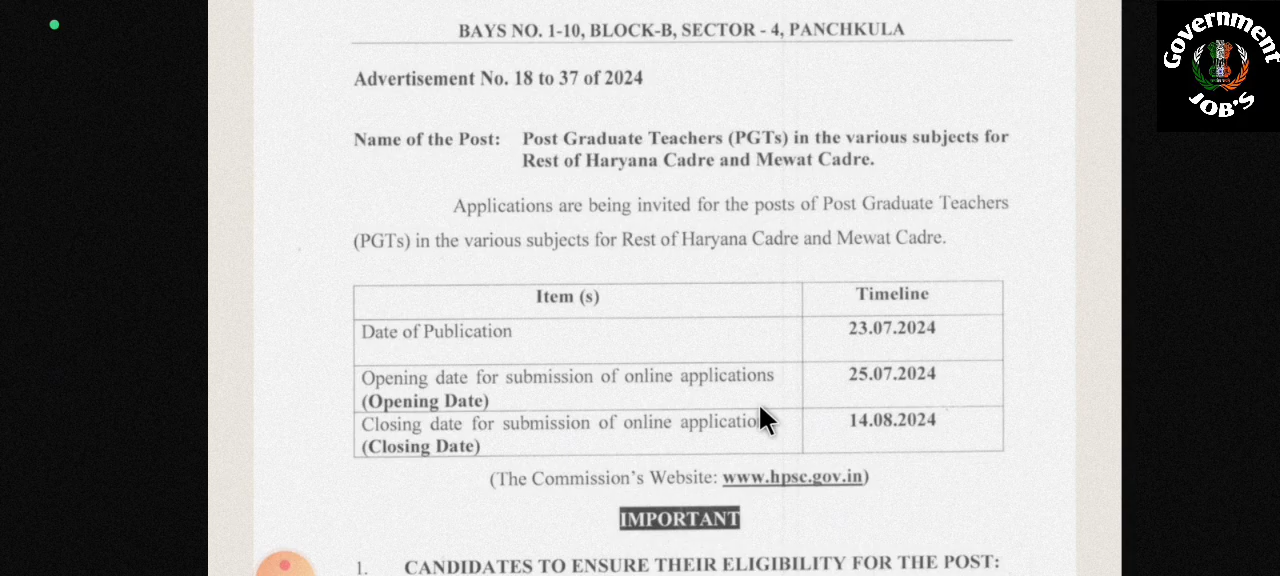 BAYS NO. 1-10, BLOCK-B, SECTOR - 4, PANCHKULA
Government
JOB'S
Advertisement No. 18 to 37 of 2024
Name of the Post: Post Graduate Teachers (PGTs) in the various subjects for
Rest of Haryana Cadre and Mewat Cadre.
Applications are being invited for the posts of Post Graduate Teachers
(PGTs) in the various subjects for Rest of Haryana Cadre and Mewat Cadre.
Item (s) Timeline
Date of Publication 23.07.2024
Opening date for submission of online applications 25.07.2024
(Opening Date)
Closing date for submission of online applicatio 14.08.2024
(Closing Date)
(The Commission's Website: www.hpsc.gov.in)
IMPORTANT
1. CANDIDATES TO ENSURE THEIR ELIGIBILITY FOR THE POST: